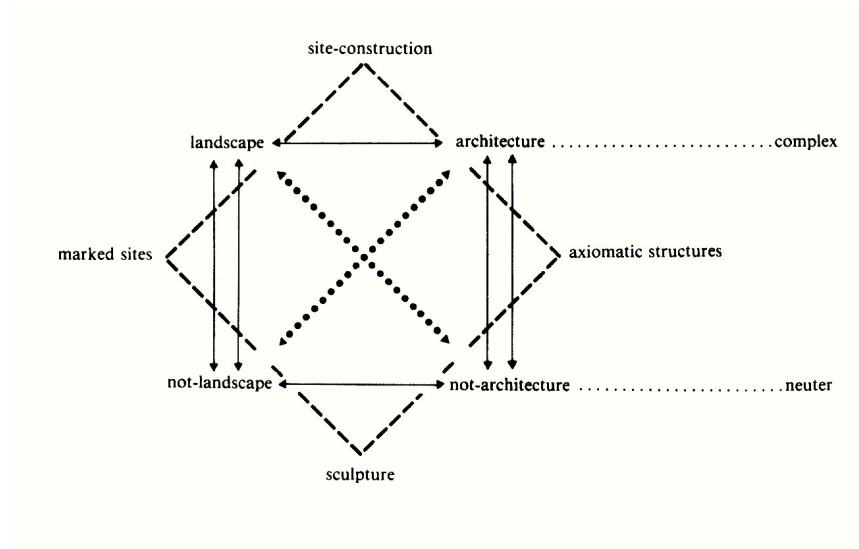 site-construction
landscape architecture ........................ complex
marked sites axiomatic structures
not-landscape not-architecture ...................... neuter
sculpture